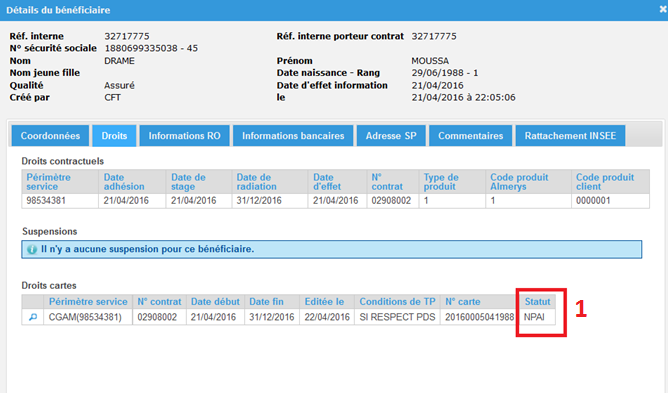 Détails du bénéficiaire
Réf. interne 32717775 Réf. interne porteur contrat 32717775
N° sécurité sociale 1880699335038 - 45
Nom DRAME Prénom MOUSSA
Nom jeune fille Date naissance - Rang 29/06/1988 - 1
Qualité Assuré Date d'effet information 21/04/2016
Créé par CFT le 21/04/2016 à 22:05:06
Coordonnées Droits Informations RO Informations bancaires Adresse SP Commentaires Rattachement INSEE
Droits contractuels
Périmètre service Date adhésion Date de stage Date de radiation Date d'effet N° contrat Type de produit Code produit Almerys Code produit client
98534381 21/04/2016 21/04/2016 31/12/2016 21/04/2016 02908002 1 1 0000001
Suspensions
Il n'y a aucune suspension pour ce bénéficiaire.
Droits cartes
Périmètre service N° contrat Date début Date fin Editée le Conditions de TP N° carte Statut
CGAM(98534381) 02908002 21/04/2016 31/12/2016 22/04/2016 SI RESPECT PDS 20160005041988 NPAI
1